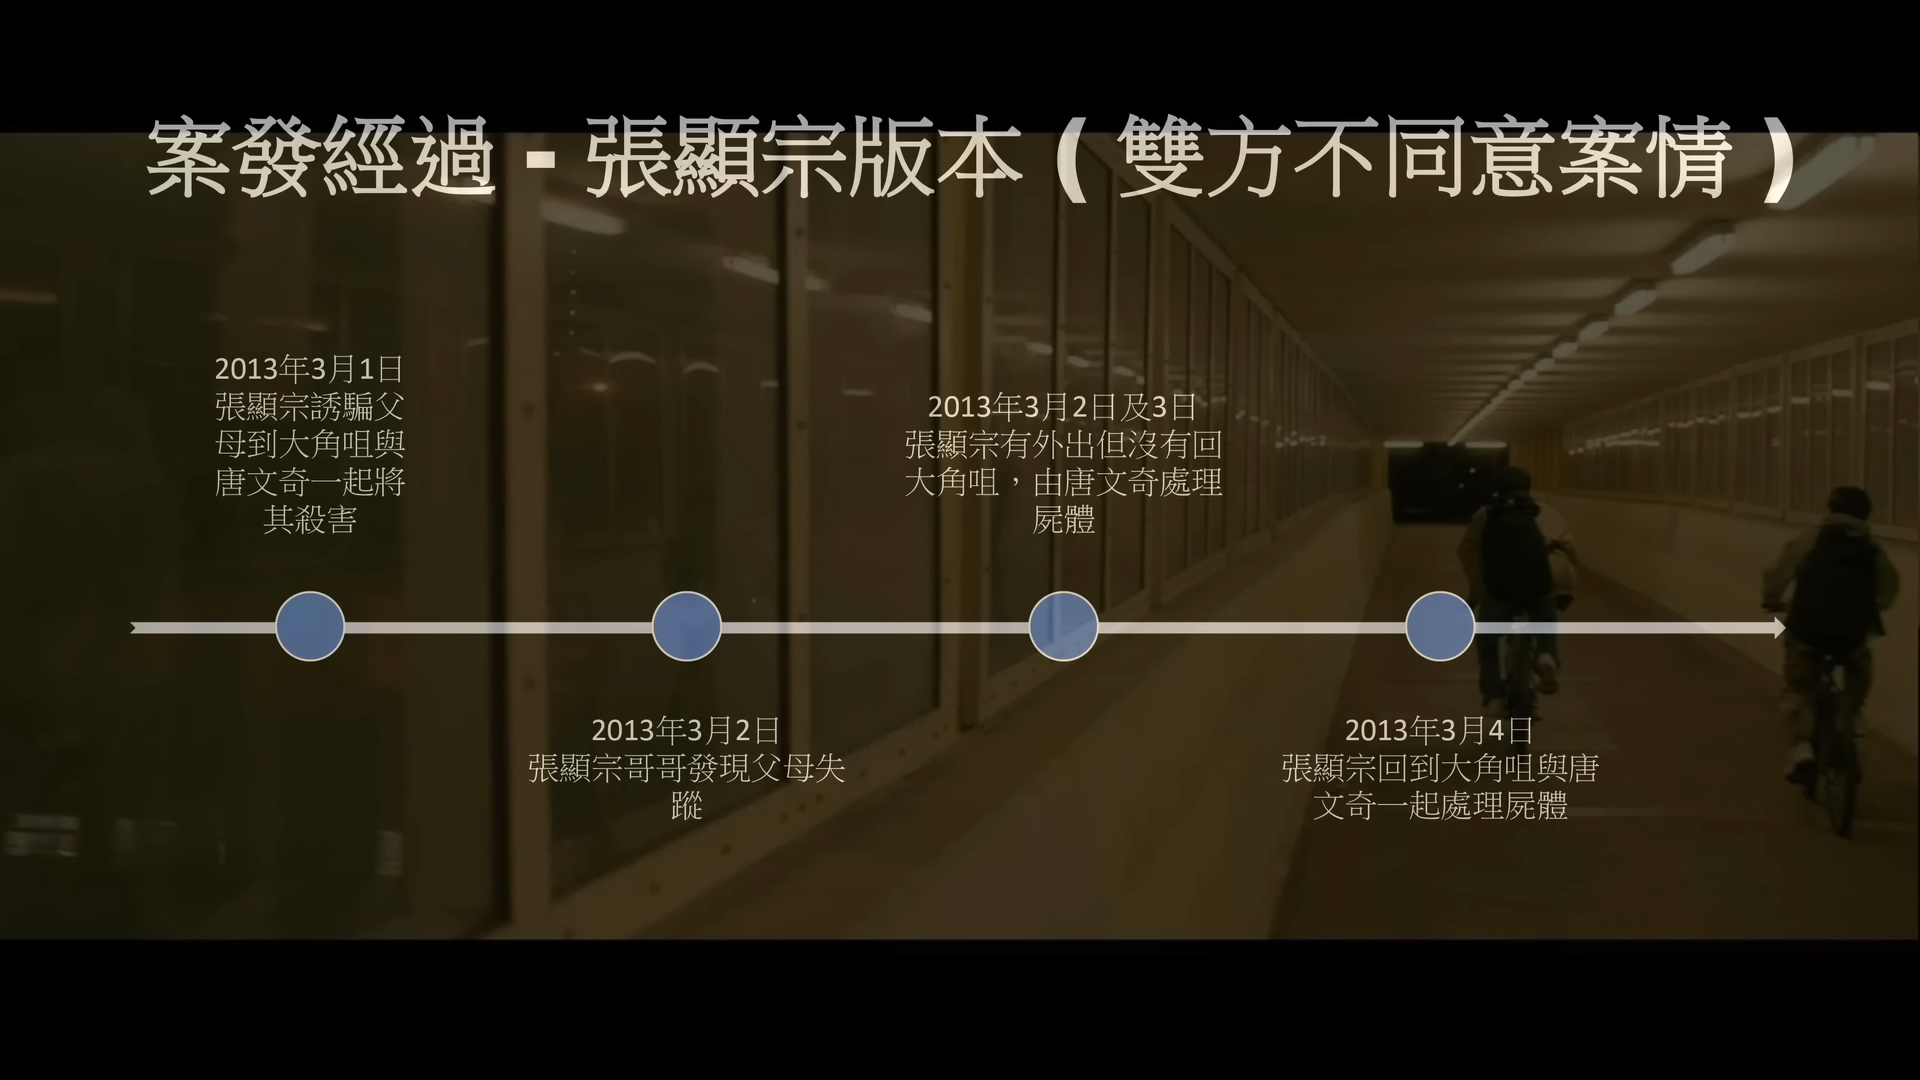 案發經過 - 張顯宗版本（雙方不同意案情）
2013年3月1日
張顯宗誘騙父
母到大角咀與
唐文奇一起將
其殺害
2013年3月2日
張顯宗哥哥發現父母失
蹤
2013年3月2日及3日
張顯宗有外出但沒有回
大角咀，由唐文奇處理
屍體
2013年3月4日
張顯宗回到大角咀與唐
文奇一起處理屍體